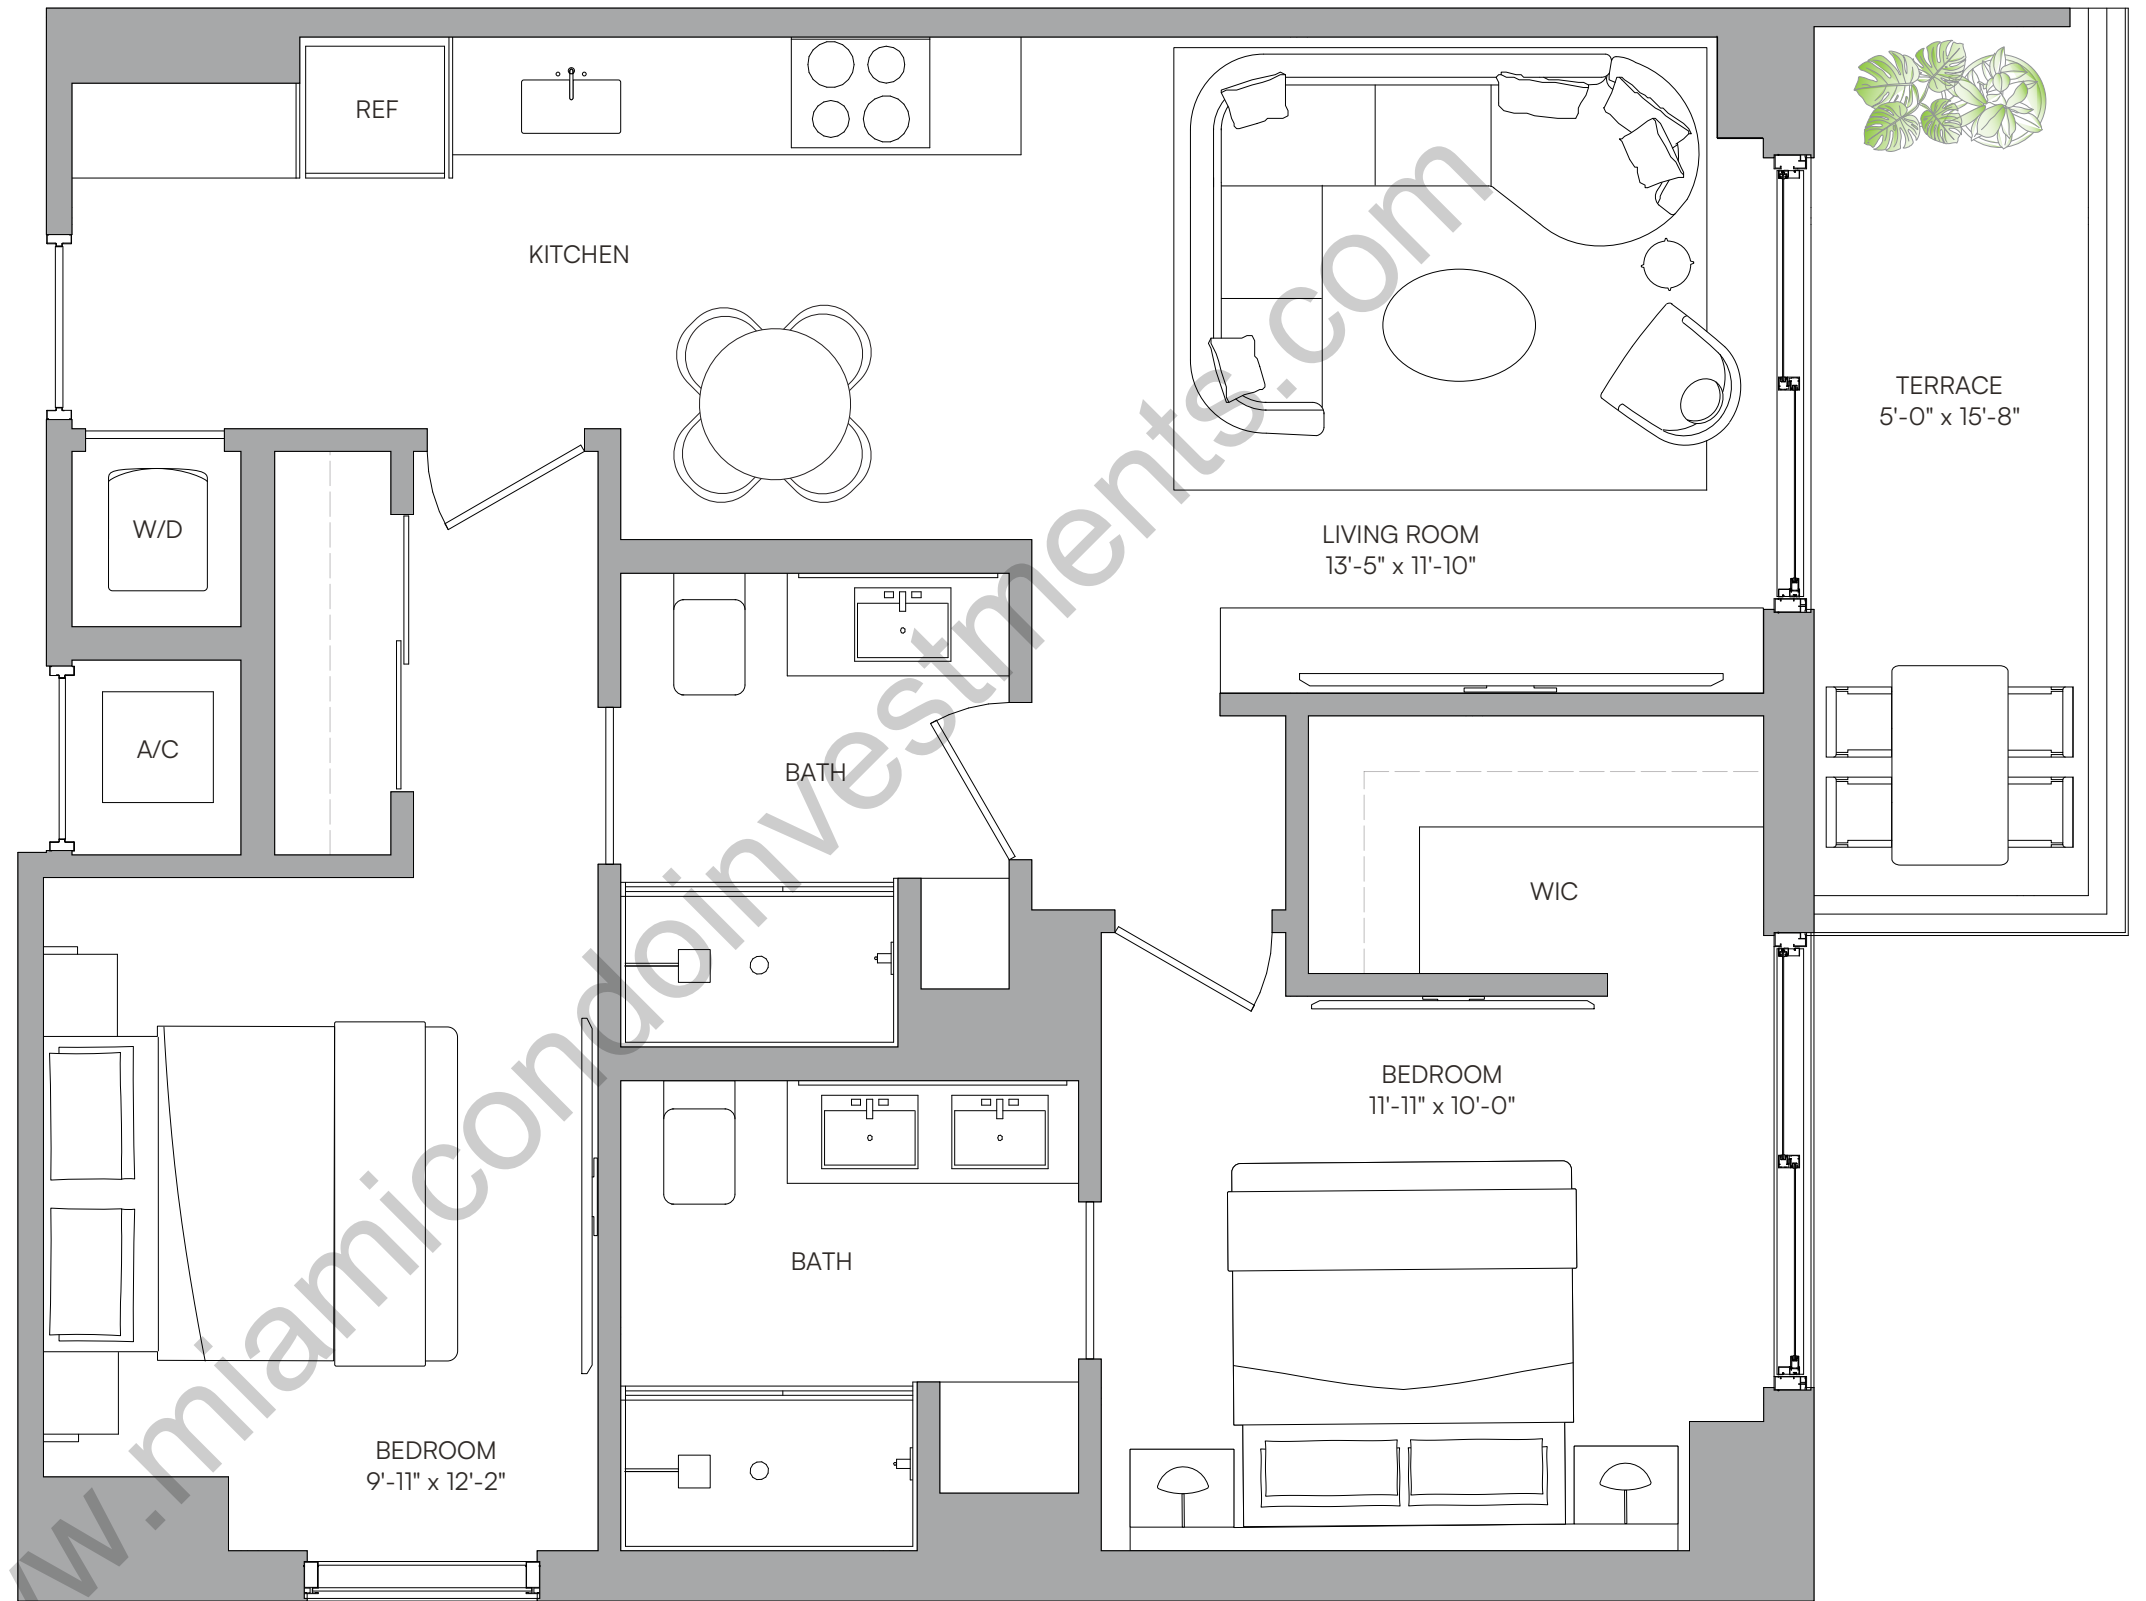 REF
KITCHEN
TERRACE
5'-0" x 15'-8"
W/D
LIVING ROOM
13'-5" x 11'-10"
A/C
BATH
WIC
BEDROOM
11'-11" x 10'-0"
BATH
BEDROOM
9'-11" x 12'-2"
w.miamicondoinvestments.com